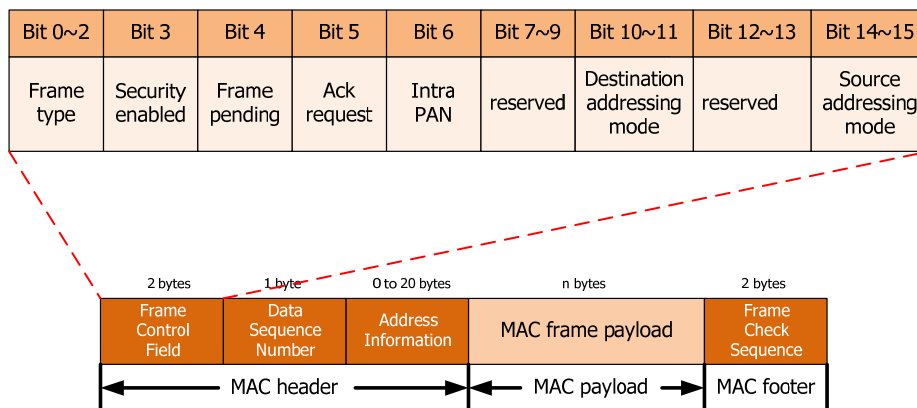 Bit 0~2 Bit 3 Bit 4 Bit 5 Bit 6 Bit 7~9 Bit 10~11 Bit 12~13 Bit 14~15
Frame type
Security enabled
Frame pending
Ack request
Intra PAN
reserved
Destination addressing mode
reserved
Source addressing mode
2 bytes 1 byte 0 to 20 bytes n bytes 2 bytes
Frame Control Field
Data Sequence Number
Address Information
MAC frame payload
Frame Check Sequence
MAC header MAC payload MAC footer